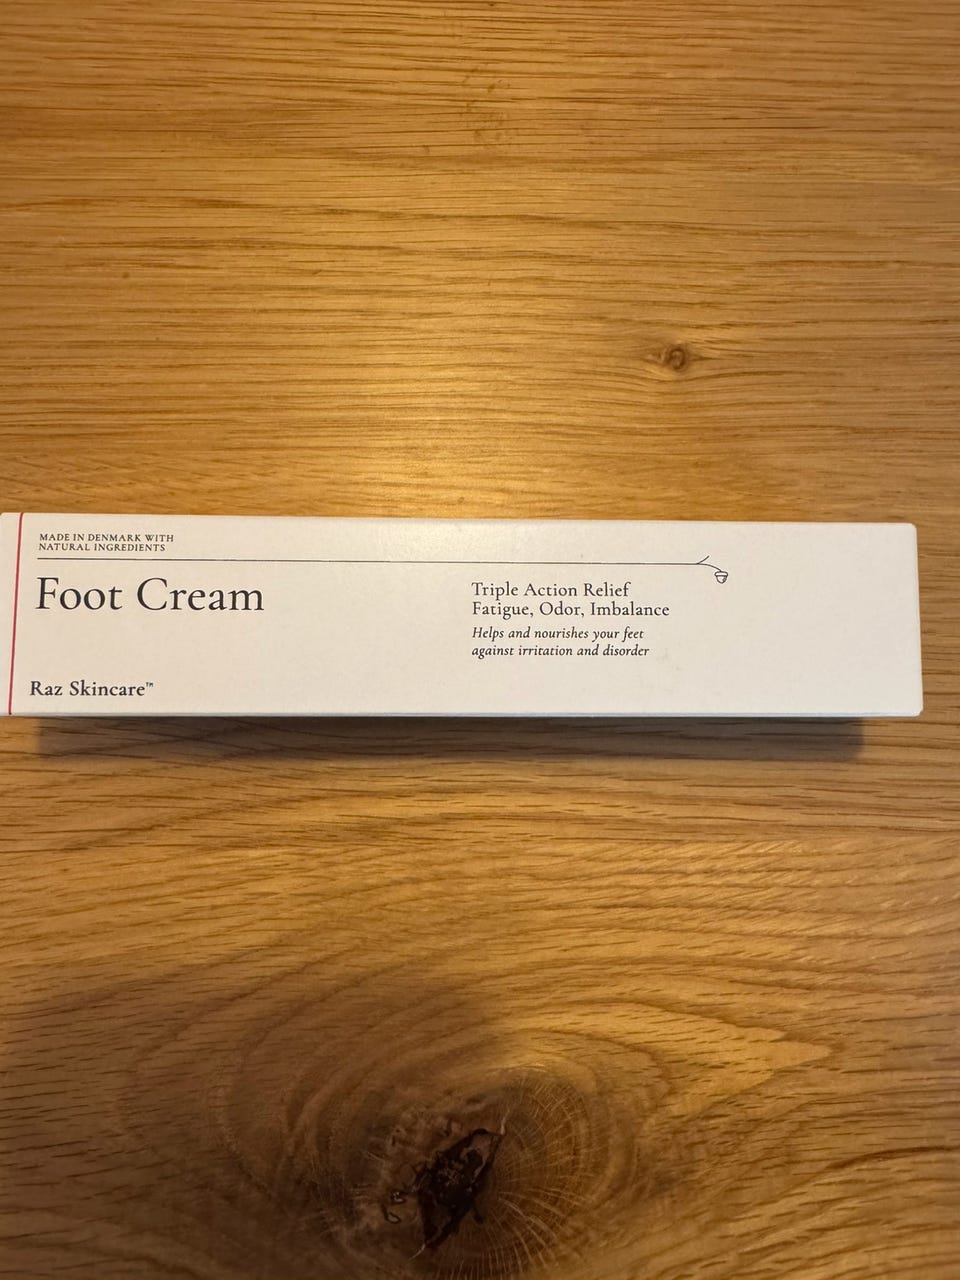 MADE IN DENMARK WITH
NATURAL INGREDIENTS
Foot Cream
Raz Skincare™
Triple Action Relief
Fatigue, Odor, Imbalance
Helps and nourishes your feet
against irritation and disorder